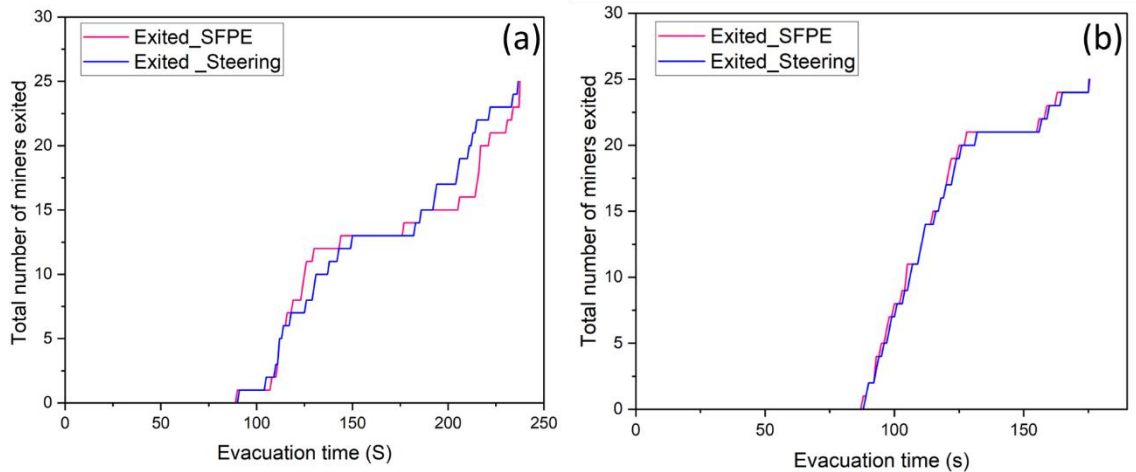 (a)
Exited_SFPE
Exited _Steering
Total number of miners exited
30
25
20
15
10
5
0
0 50 100 150 200 250
Evacuation time (S)
(b)
Exited_SFPE
Exited_Steering
Total number of miners exited
30
25
20
15
10
5
0
0 50 100 150
Evacuation time (s)